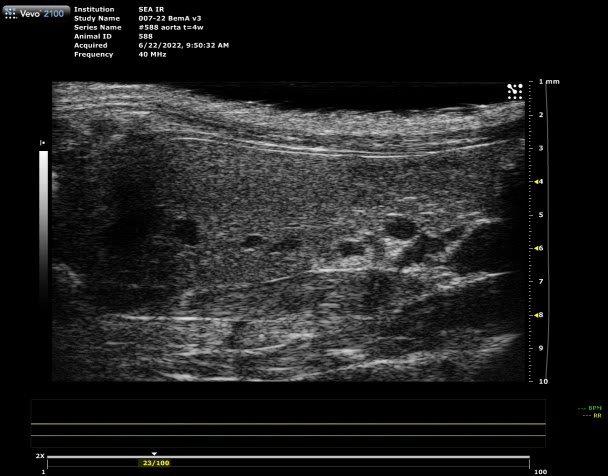 Vevo 2100
Institution SEA IR
Study Name 007-22 BemA v3
Series Name #588 aorta t=4w
Animal ID 588
Acquired 6/22/2022, 9:50:32 AM
Frequency 40 MHz
1 mm
2
3
4
5
6
7
8
9
10
--- BPM
--- RR
2X
23/100
1 100